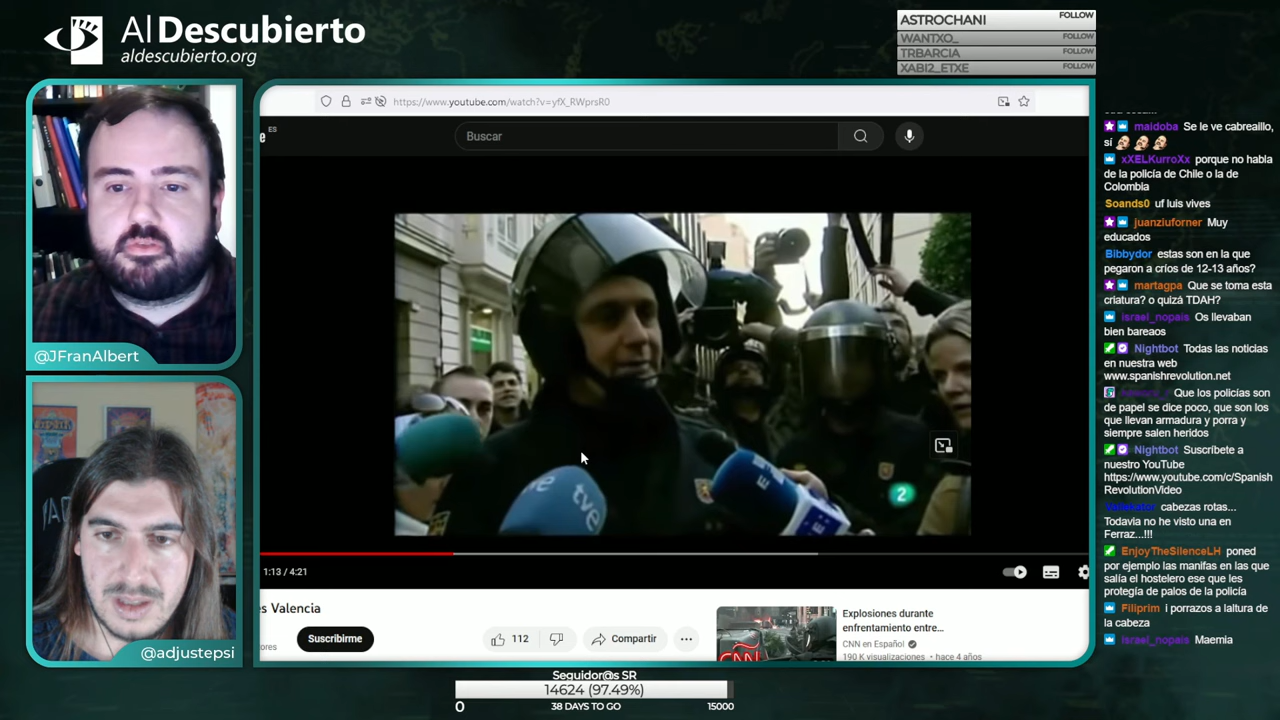 Al Descubierto
aldescubierto.org
ASTROCHANI FOLLOW
WANTXO_ FOLLOW
TRBARCIA FOLLOW
XABI2_ETXE FOLLOW
@JFranAlbert
@adjustepsi
https://www.youtube.com/watch?v=yfX_RWprsR0
e ES
Buscar
tve
2
1:13 / 4:21
es Valencia
ores
Suscribirme
112
Compartir
Explosiones durante
enfrentamiento entre...
CNN en Español
190 K visualizaciones • hace 4 años
CNN
maidoba Se le ve cabreaillo,
sí
xXELKurroXx porque no habla
de la policía de Chile o la de
Colombia
Soands0 uf luis vives
juanziuforner Muy
educados
Bibbydor estas son en la que
pegaron a críos de 12-13 años?
martagpa Que se toma esta
criatura? o quizá TDAH?
israel_nopais Os llevaban
bien bareaos
Nightbot Todas las noticias
en nuestra web
www.spanishrevolution.net
Que los policías son
de papel se dice poco, que son los
que llevan armadura y porra y
siempre salen heridos
Nightbot Suscríbete a
nuestro YouTube
https://www.youtube.com/c/Spanish
RevolutionVideo
cabezas rotas...
Todavia no he visto una en
Ferraz...!!!
EnjoyTheSilenceLH poned
por ejemplo las manifas en las que
salía el hostelero ese que les
protegía de palos de la policía
Filiprim i porrazos a laltura de
la cabeza
israel_nopais Maemia
Seguidor@s SR
14624 (97.49%)
0 38 DAYS TO GO 15000